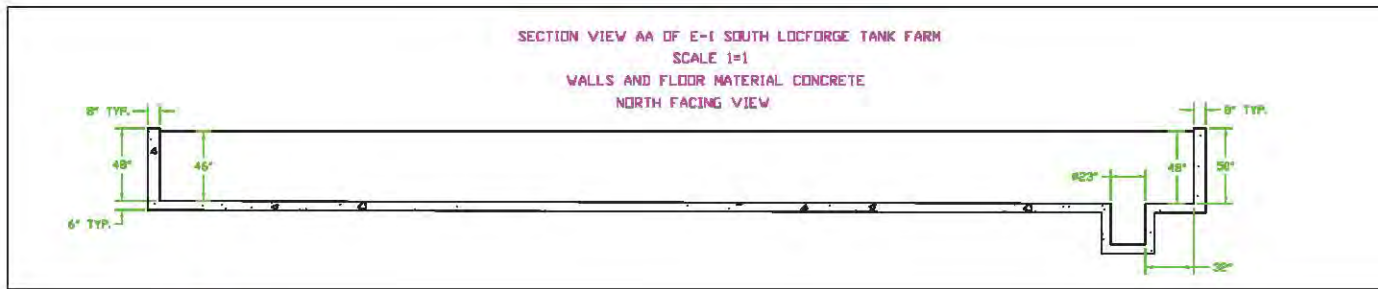 SECTION VIEW AA OF E-1 SOUTH LOCFORGE TANK FARM
SCALE 1=1
WALLS AND FLOOR MATERIAL CONCRETE
NORTH FACING VIEW
8" TYP.
8" TYP.
48"
46"
Ø23"
48"
50"
6" TYP.
32"